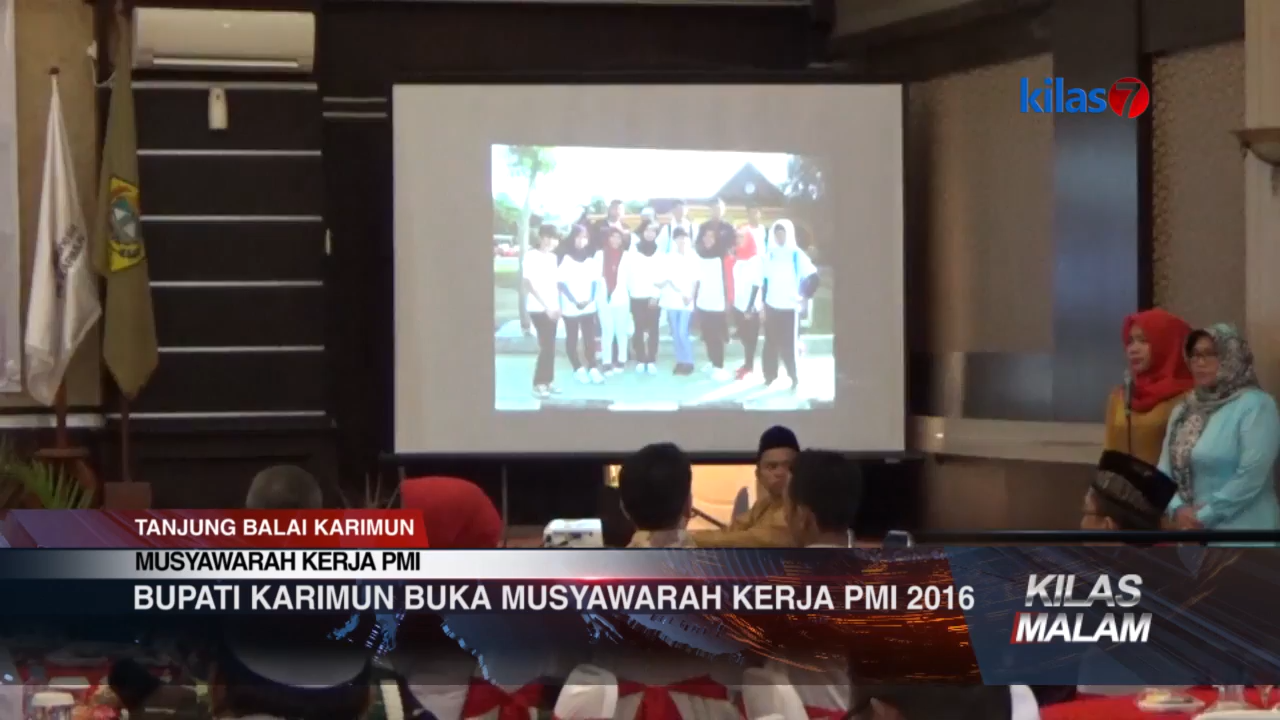 kilas7
TANJUNG BALAI KARIMUN
MUSYAWARAH KERJA PMI
BUPATI KARIMUN BUKA MUSYAWARAH KERJA PMI 2016
KILAS
MALAM